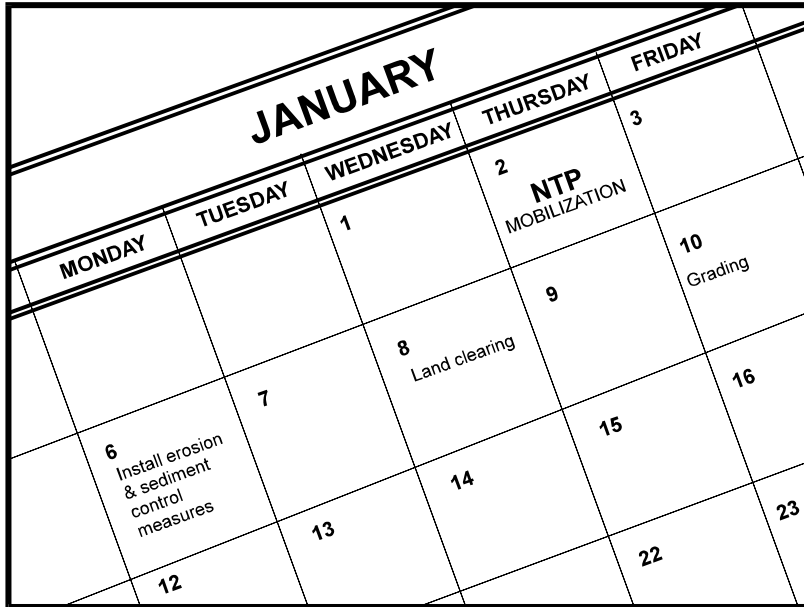 JANUARY
MONDAY TUESDAY WEDNESDAY THURSDAY FRIDAY
1
2
NTP
MOBILIZATION
3
6
Install erosion
& sediment
control
measures
7
8
Land clearing
9
10
Grading
12
13
14
15
16
22
23